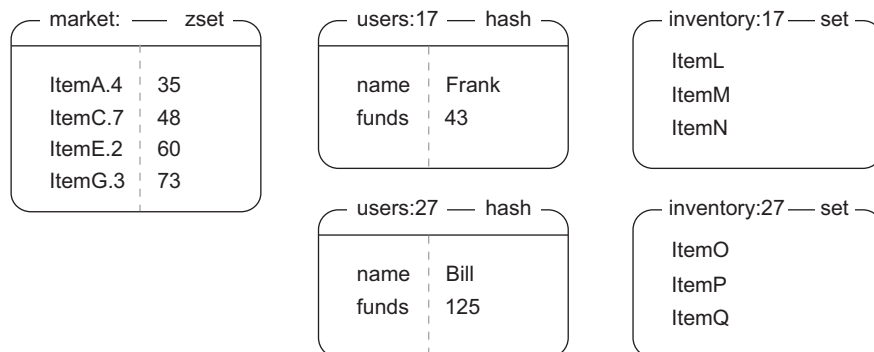 market: zset
ItemA.4 35
ItemC.7 48
ItemE.2 60
ItemG.3 73
users:17 hash
name Frank
funds 43
inventory:17 set
ItemL
ItemM
ItemN
users:27 hash
name Bill
funds 125
inventory:27 set
ItemO
ItemP
ItemQ